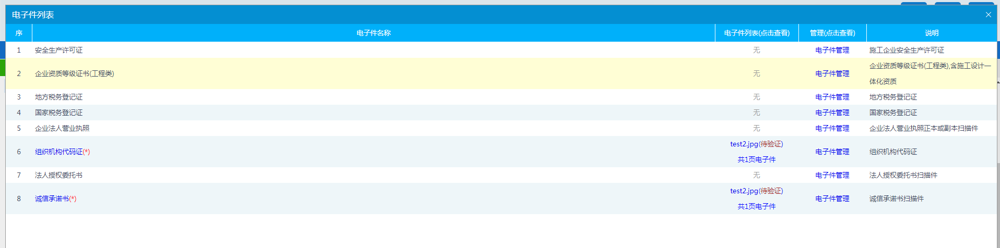 电子件列表
序 电子件名称 电子件列表(点击查看) 管理(点击查看) 说明
1 安全生产许可证 无 电子件管理 施工企业安全生产许可证
2 企业资质等级证书(工程类) 无 电子件管理 企业资质等级证书(工程类),含施工设计一
体化资质
3 地方税务登记证 无 电子件管理 地方税务登记证
4 国家税务登记证 无 电子件管理 国家税务登记证
5 企业法人营业执照 无 电子件管理 企业法人营业执照正本或副本扫描件
6 组织机构代码证(*) test2.jpg(待验证) 电子件管理 组织机构代码证
共1页电子件
7 法人授权委托书 无 电子件管理 法人授权委托书扫描件
8 诚信承诺书(*) test2.jpg(待验证) 电子件管理 诚信承诺书扫描件
共1页电子件